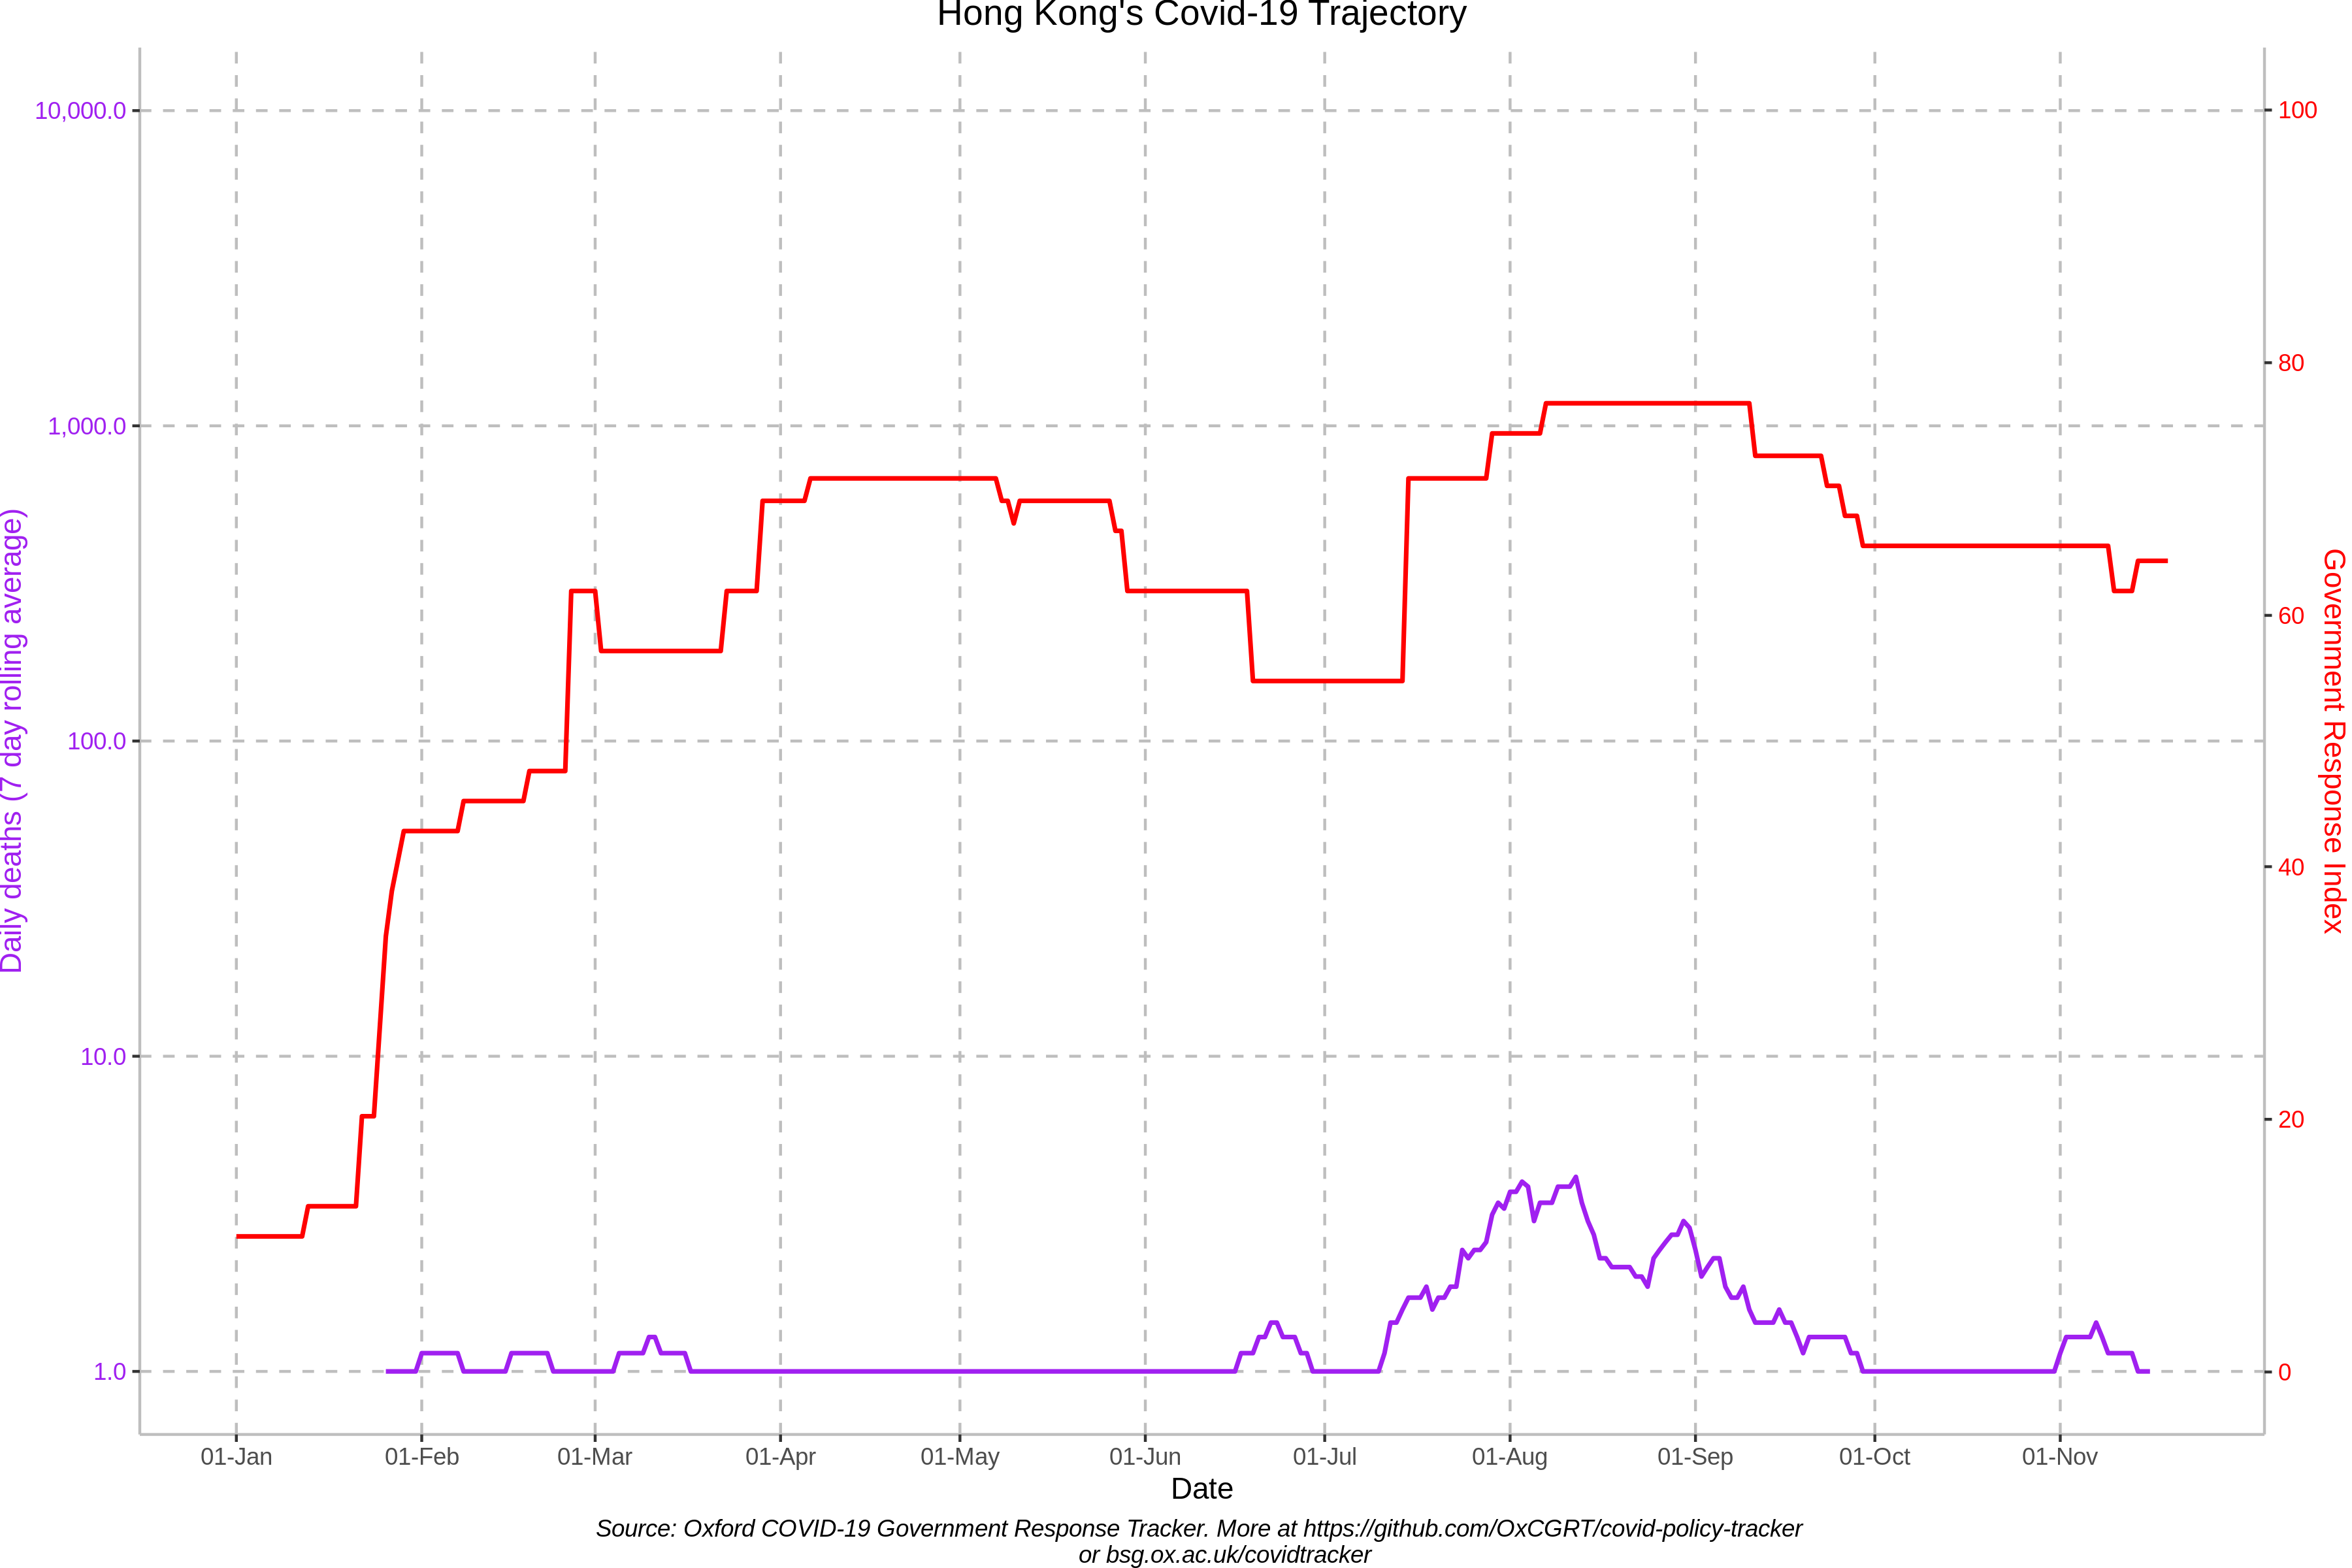 Hong Kong's Covid-19 Trajectory
Daily deaths (7 day rolling average)
10,000.0
1,000.0
100.0
10.0
1.0
100
80
60
40
20
0
Government Response Index
01-Jan
01-Feb
01-Mar
01-Apr
01-May
01-Jun
01-Jul
01-Aug
01-Sep
01-Oct
01-Nov
Date
Source: Oxford COVID-19 Government Response Tracker. More at https://github.com/OxCGRT/covid-policy-tracker
or bsg.ox.ac.uk/covidtracker